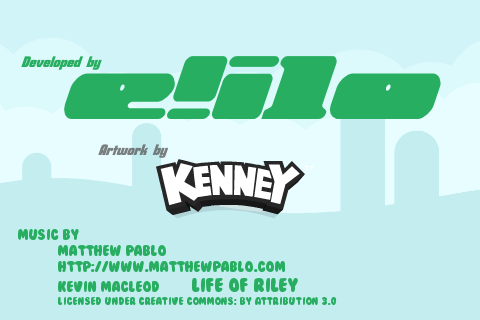 Developed by
e!ilo
Artwork by
KENNEY
MUSIC BY
MATTHEW PABLO
HTTP://WWW.MATTHEWPABLO.COM
KEVIN MACLEOD LIFE OF RILEY
LICENSED UNDER CREATIVE COMMONS: BY ATTRIBUTION 3.0